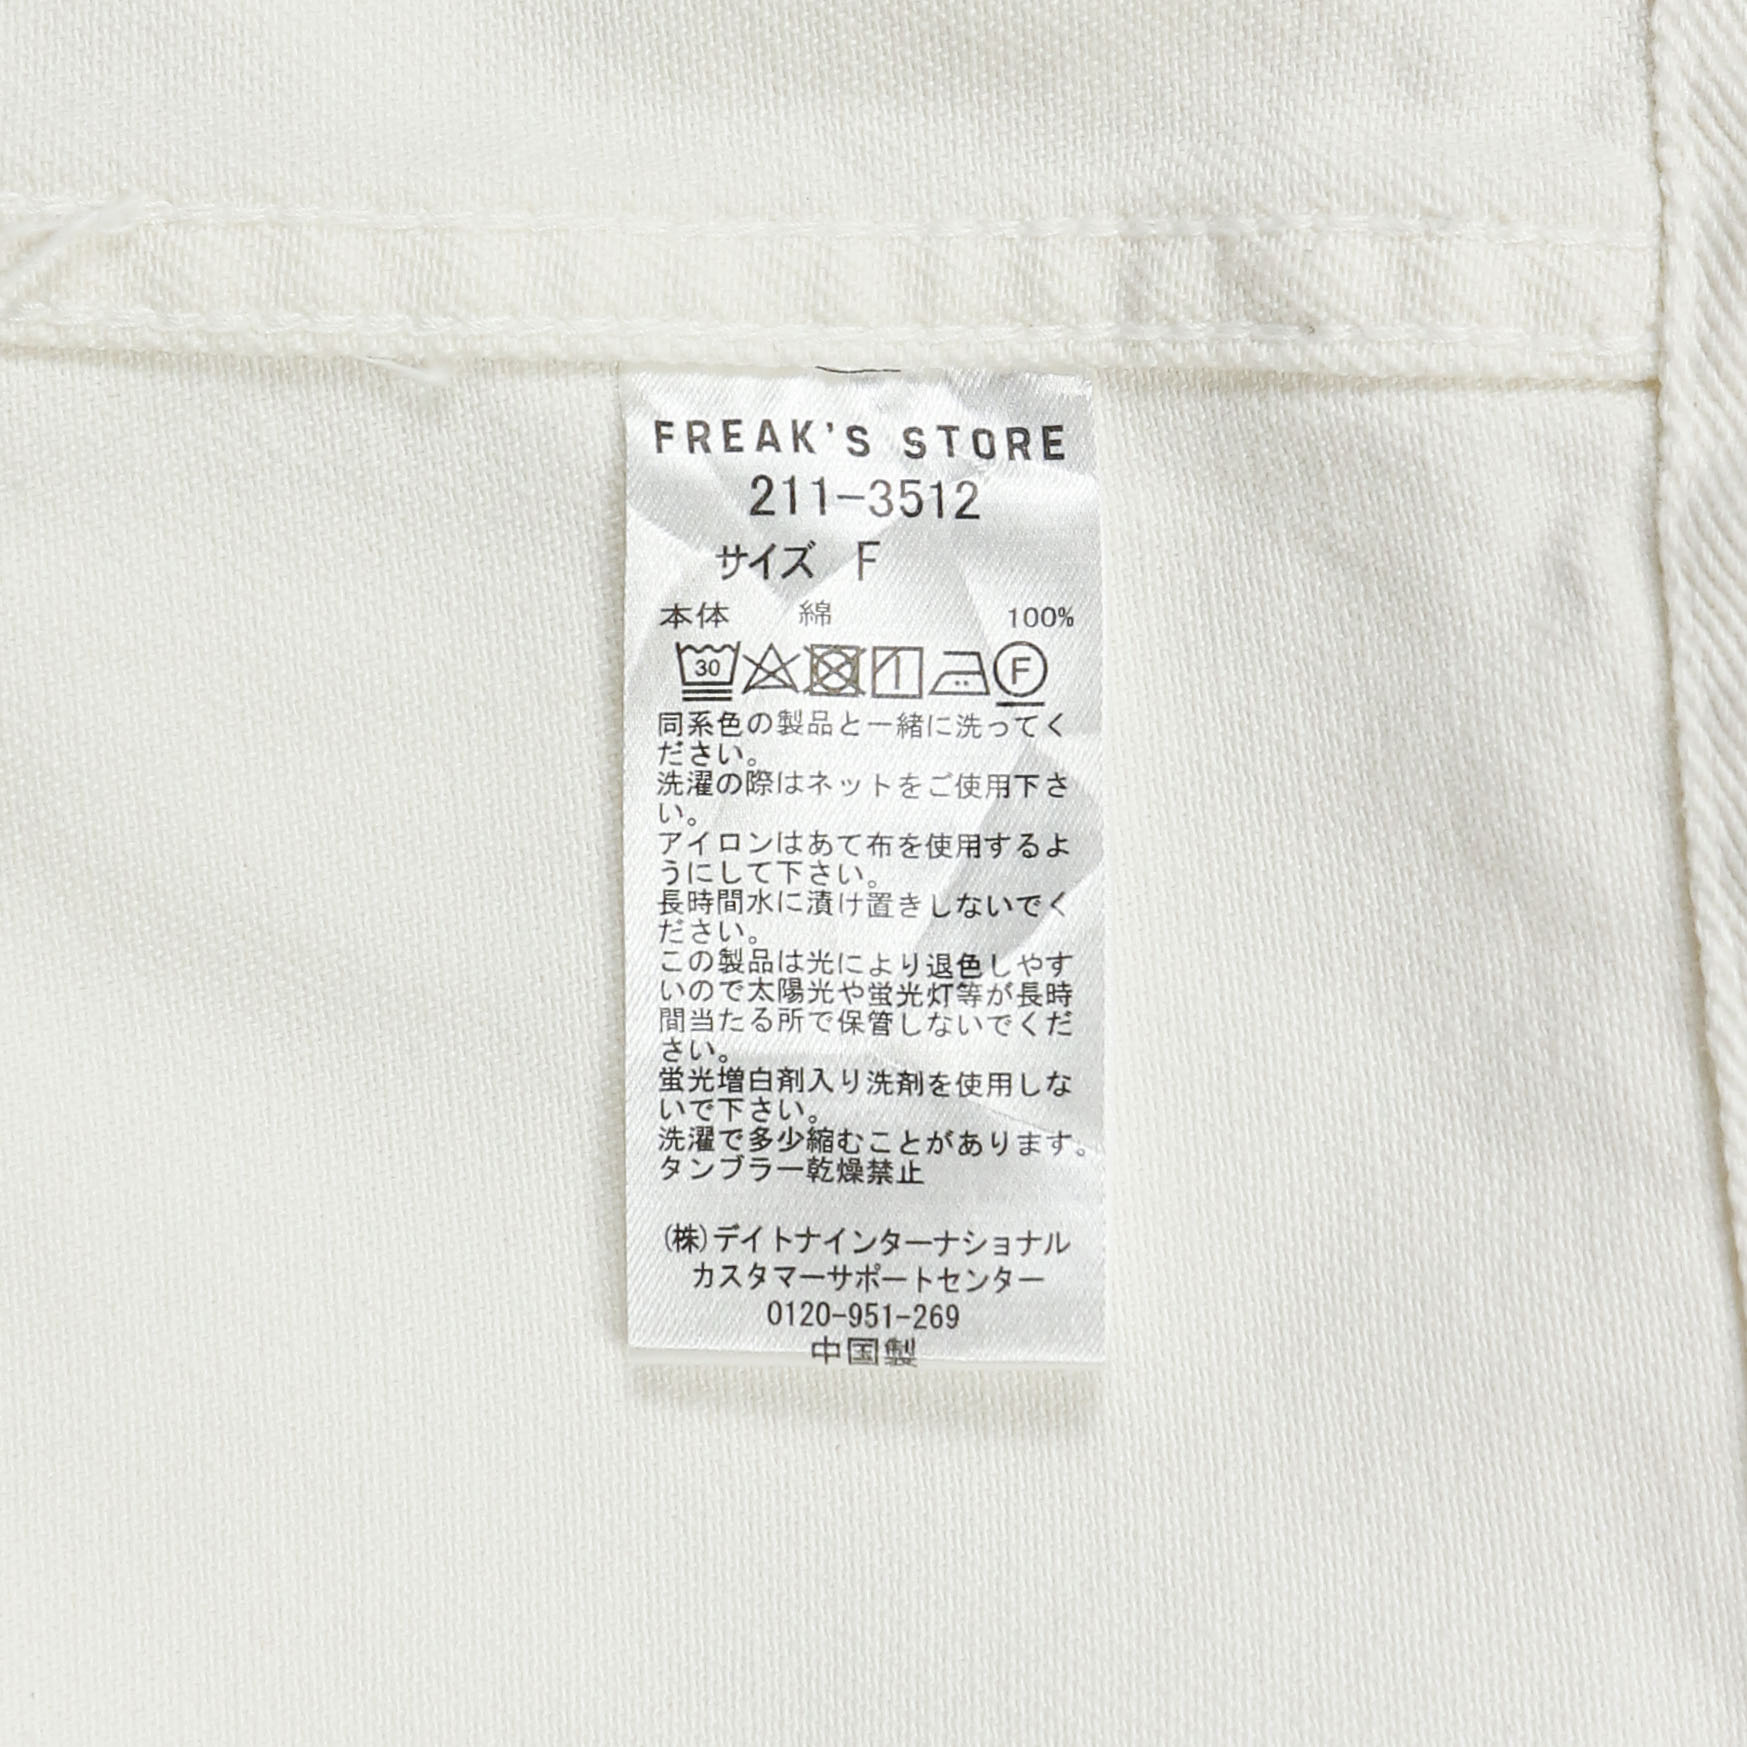 FREAK'S STORE
211-3512
サイズ F
本体 綿 100%
30 F
同系色の製品と一緒に洗ってく
ださい。
洗濯の際はネットをご使用下さ
い。
アイロンはあて布を使用するよ
うにして下さい。
長時間水に漬け置きしないでく
ださい。
この製品は光により退色しやす
いので太陽光や蛍光灯等が長時
間当たる所で保管しないでくだ
さい。
蛍光増白剤入り洗剤を使用しな
いで下さい。
洗濯で多少縮むことがあります。
タンブラー乾燥禁止
(株)デイトナインターナショナル
カスタマーサポートセンター
0120-951-269
中国製